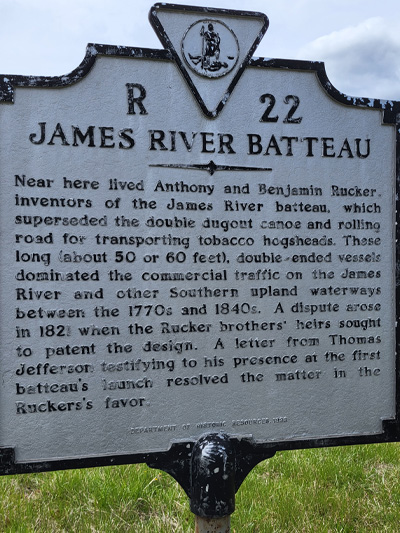 R 22
JAMES RIVER BATTEAU
Near here lived Anthony and Benjamin Rucker,
inventors of the James River batteau, which
superseded the double dugout canoe and rolling
road for transporting tobacco hogsheads. These
long (about 50 or 60 feet), double-ended vessels
dominated the commercial traffic on the James
River and other Southern upland waterways
between the 1770s and 1840s. A dispute arose
in 1821 when the Rucker brothers' heirs sought
to patent the design. A letter from Thomas
Jefferson testifying to his presence at the first
batteau's launch resolved the matter in the
Ruckers's favor.
DEPARTMENT OF HISTORIC RESOURCES,